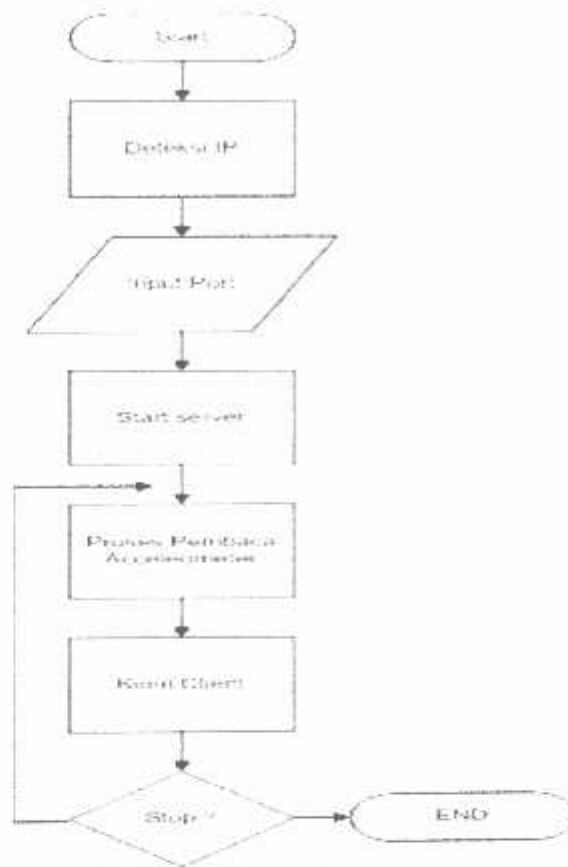 Start
Deteksi IP
Input Port
Start server
Proses Pembaca
Accelerometer
Kirim Client
Stop ?
END